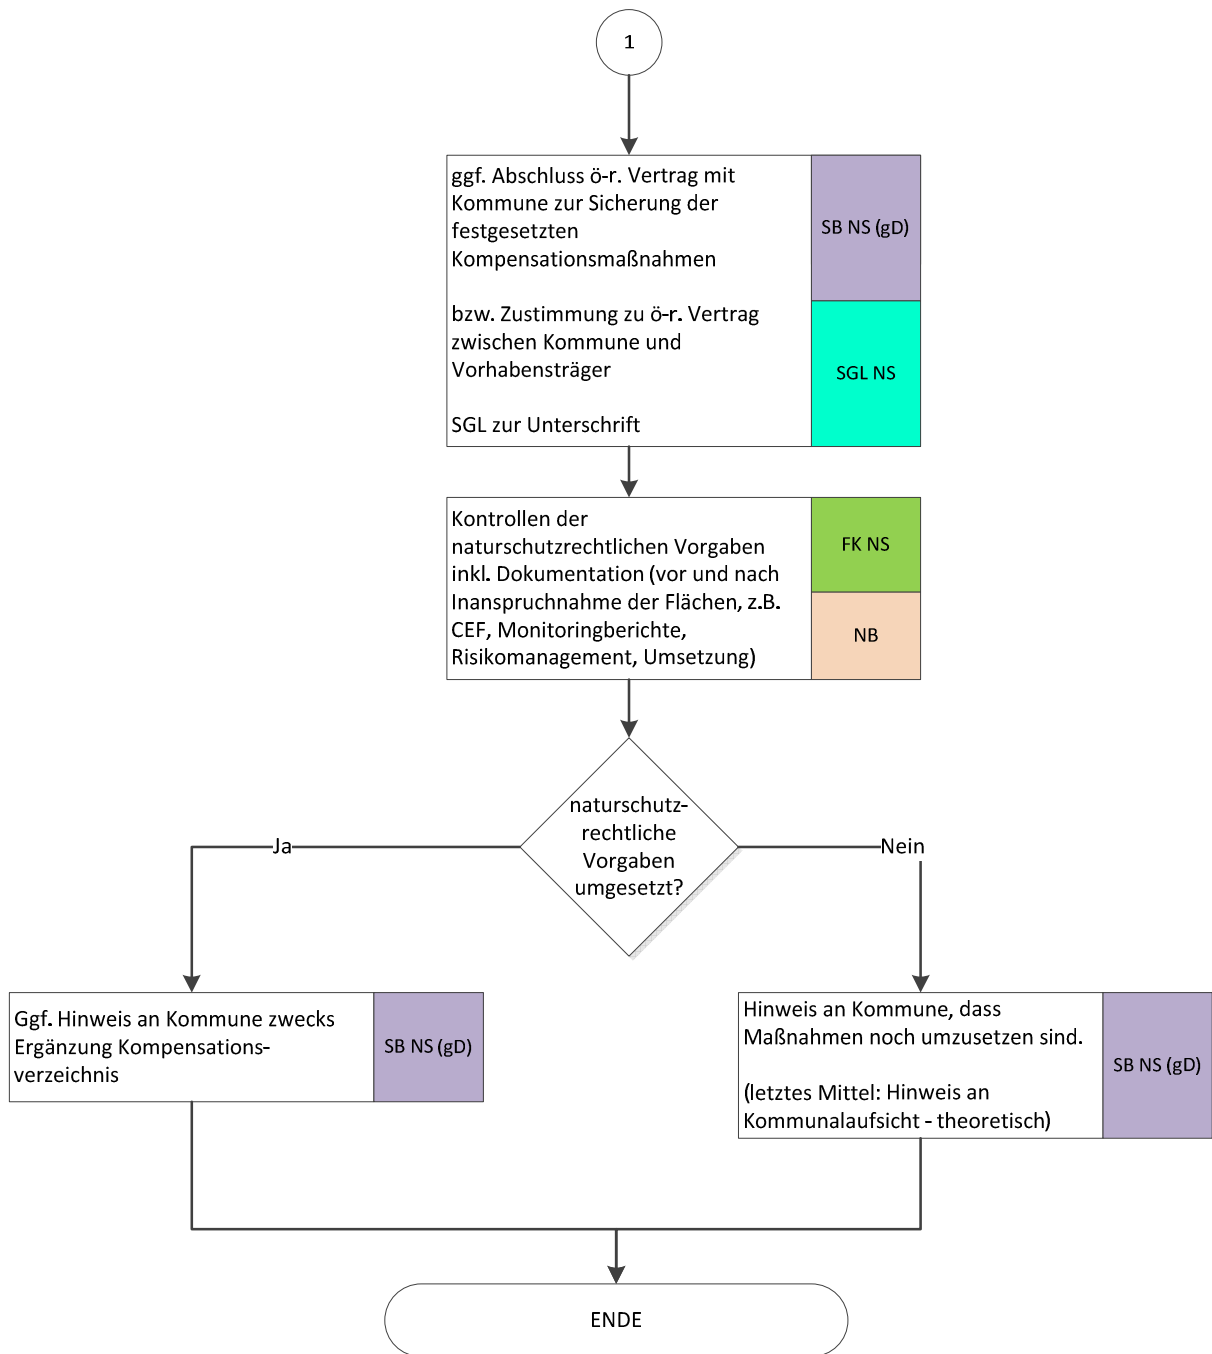 1
ggf. Abschluss ö-r. Vertrag mit
Kommune zur Sicherung der
festgesetzten
Kompensationsmaßnahmen
bzw. Zustimmung zu ö-r. Vertrag
zwischen Kommune und
Vorhabensträger
SGL zur Unterschrift
SB NS (gD)
SGL NS
Kontrollen der
naturschutzrechtlichen Vorgaben
inkl. Dokumentation (vor und nach
Inanspruchnahme der Flächen, z.B.
CEF, Monitoringberichte,
Risikomanagement, Umsetzung)
FK NS
NB
naturschutz-
rechtliche
Vorgaben
umgesetzt?
Ja
Nein
Ggf. Hinweis an Kommune zwecks
Ergänzung Kompensations-
verzeichnis
SB NS (gD)
Hinweis an Kommune, dass
Maßnahmen noch umzusetzen sind.
(letztes Mittel: Hinweis an
Kommunalaufsicht - theoretisch)
SB NS (gD)
ENDE